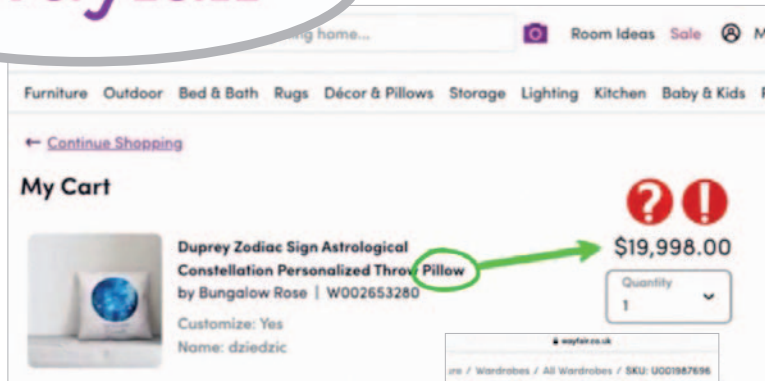 home...
Room Ideas Sale
Furniture Outdoor Bed & Bath Rugs Décor & Pillows Storage Lighting Kitchen Baby & Kids
← Continue Shopping
My Cart
? !
Duprey Zodiac Sign Astrological
Constellation Personalized Throw Pillow
by Bungalow Rose | W002653280
Customize: Yes
Name: dziedzic
$19,998.00
Quantity
1
wayfair.co.uk
/ Wardrobes / All Wardrobes / SKU: U001987696